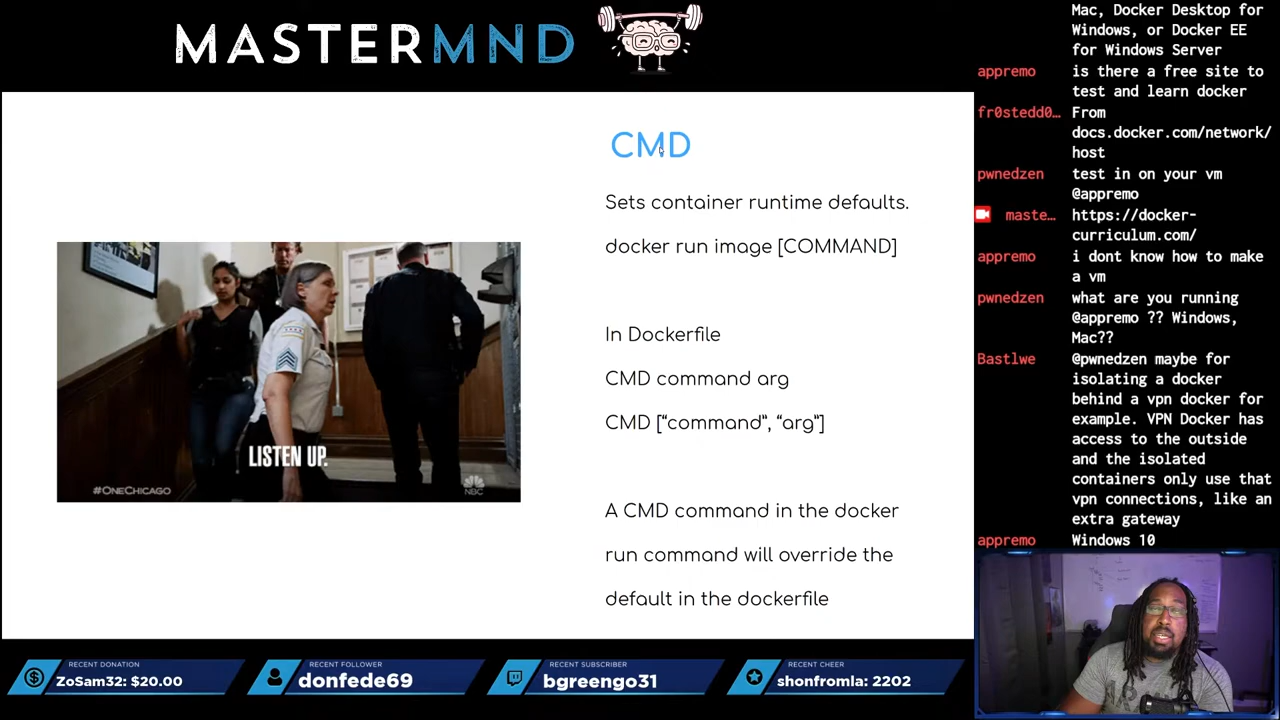 MASTERMND
CMD
Sets container runtime defaults.
docker run image [COMMAND]
In Dockerfile
CMD command arg
CMD [“command”, “arg”]
A CMD command in the docker
run command will override the
default in the dockerfile
LISTEN UP.
#ONECHICAGO
NBC
Mac, Docker Desktop for
Windows, or Docker EE
for Windows Server
appremo is there a free site to
test and learn docker
fr0stedd0… From
docs.docker.com/network/
host
pwnedzen test in on your vm
@appremo
maste… https://docker-
curriculum.com/
appremo i dont know how to make
a vm
pwnedzen what are you running
@appremo ?? Windows,
Mac??
Bastlwe @pwnedzen maybe for
isolating a docker
behind a vpn docker for
example. VPN Docker has
access to the outside
and the isolated
containers only use that
vpn connections, like an
extra gateway
appremo Windows 10
RECENT DONATION
ZoSam32: $20.00
RECENT FOLLOWER
donfede69
RECENT SUBSCRIBER
bgreengo31
RECENT CHEER
shonfromla: 2202